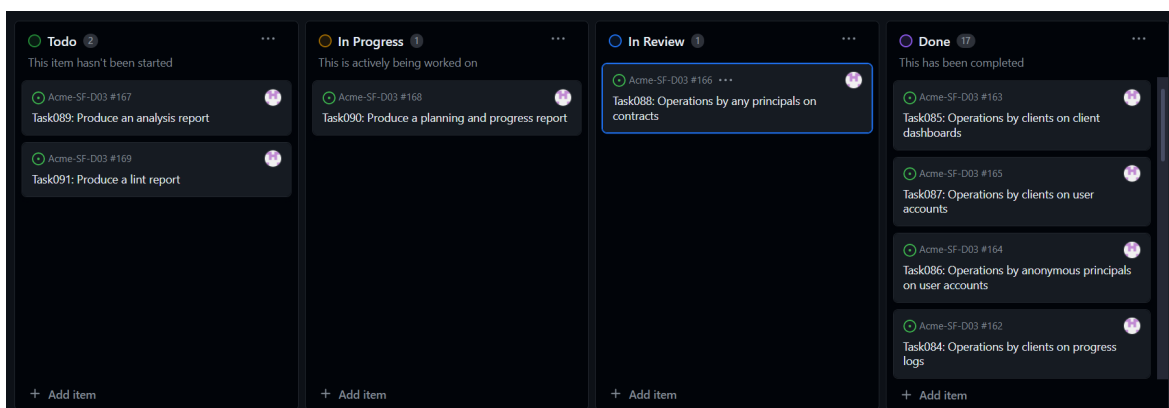 Todo 2
This item hasn't been started
Acme-SF-D03 #167
Task089: Produce an analysis report
Acme-SF-D03 #169
Task091: Produce a lint report
+ Add item
In Progress 1
This is actively being worked on
Acme-SF-D03 #168
Task090: Produce a planning and progress report
+ Add item
In Review 1
Acme-SF-D03 #166
Task088: Operations by any principals on
contracts
+ Add item
Done 17
This has been completed
Acme-SF-D03 #163
Task085: Operations by clients on client
dashboards
Acme-SF-D03 #165
Task087: Operations by clients on user
accounts
Acme-SF-D03 #164
Task086: Operations by anonymous principals
on user accounts
Acme-SF-D03 #162
Task084: Operations by clients on progress
logs
+ Add item